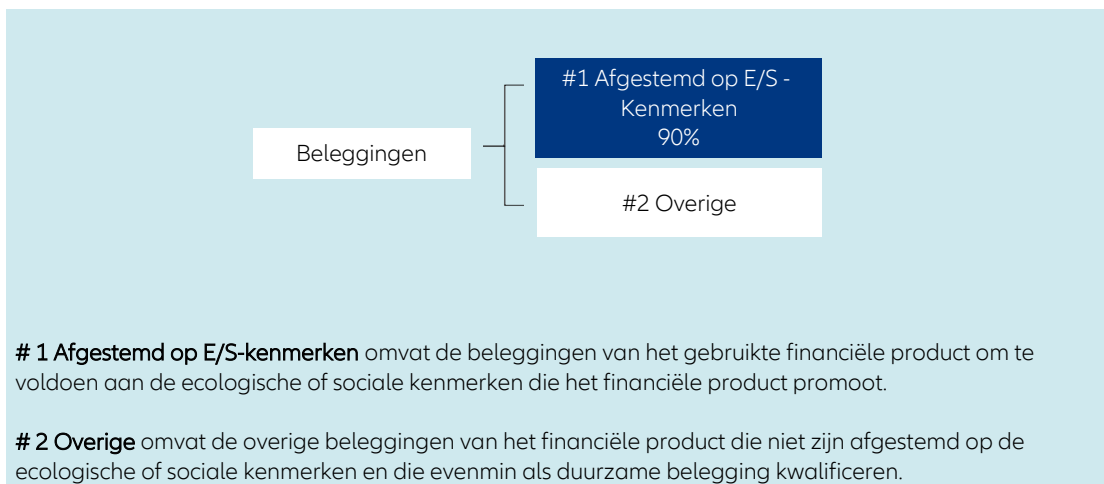 #1 Afgestemd op E/S -
Kenmerken
90%
Beleggingen
#2 Overige
# 1 Afgestemd op E/S-kenmerken omvat de beleggingen van het gebruikte financiële product om te
voldoen aan de ecologische of sociale kenmerken die het financiële product promoot.
# 2 Overige omvat de overige beleggingen van het financiële product die niet zijn afgestemd op de
ecologische of sociale kenmerken en die evenmin als duurzame belegging kwalificeren.